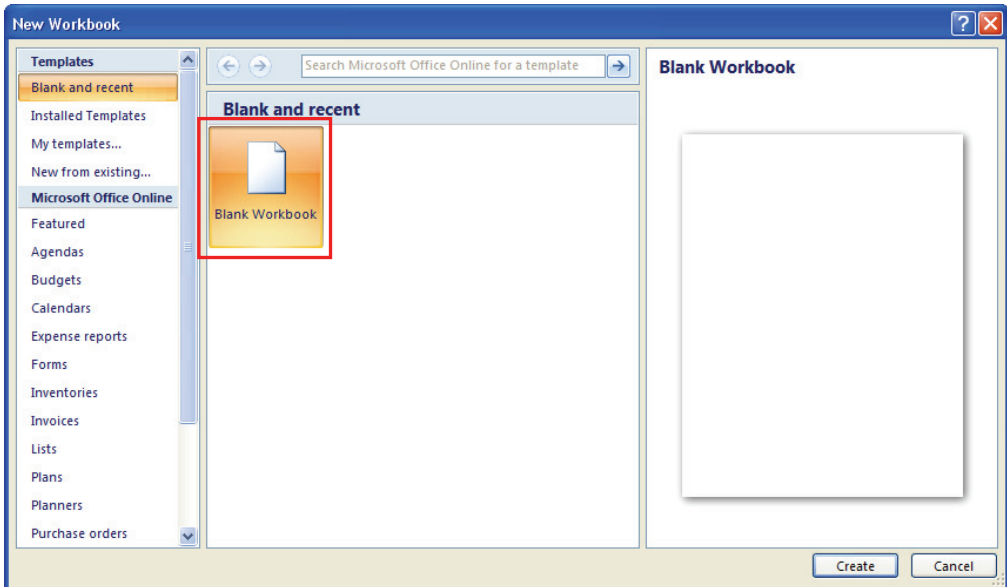 New Workbook
Templates
Blank and recent
Installed Templates
My templates...
New from existing...
Microsoft Office Online
Featured
Agendas
Budgets
Calendars
Expense reports
Forms
Inventories
Invoices
Lists
Plans
Planners
Purchase orders
Search Microsoft Office Online for a template
Blank and recent
Blank Workbook
Blank Workbook
Create
Cancel